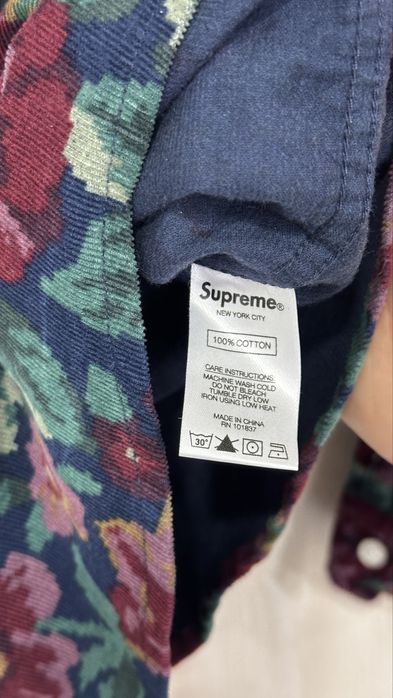 Supreme®
NEW YORK CITY
100% COTTON
CARE INSTRUCTIONS:
MACHINE WASH COLD
DO NOT BLEACH
TUMBLE DRY LOW
IRON USING LOW HEAT
MADE IN CHINA
RN 101837
30°